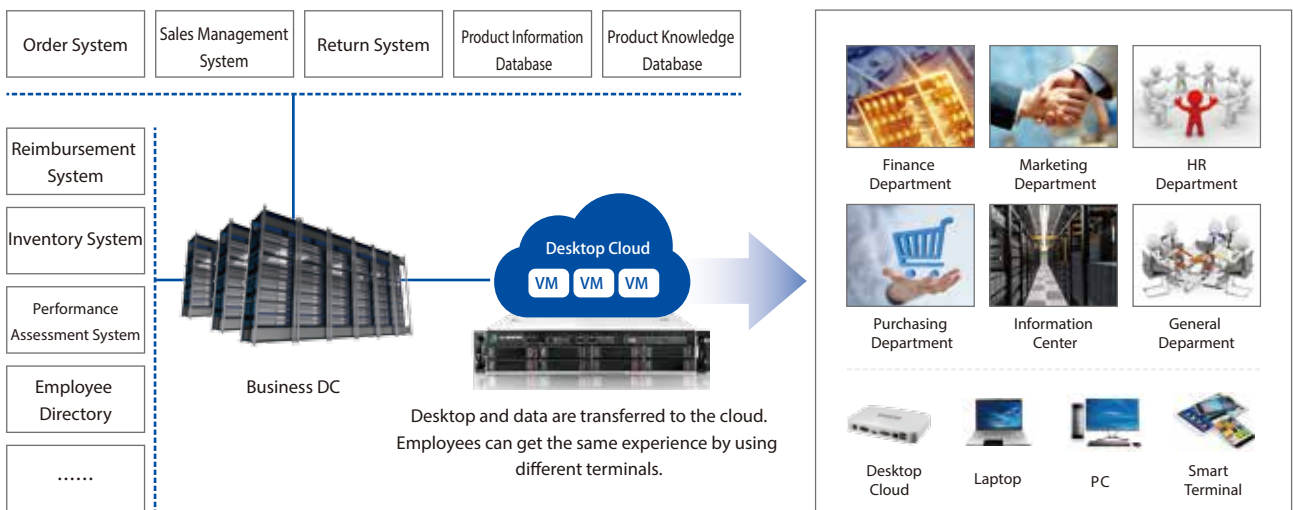 Order System
Sales Management
System
Return System
Product Information
Database
Product Knowledge
Database
Reimbursement
System
Inventory System
Performance
Assessment System
Employee
Directory
......
Business DC
Desktop Cloud
VM
VM
VM
Desktop and data are transferred to the cloud.
Employees can get the same experience by using
different terminals.
Finance
Department
Marketing
Department
HR
Department
Purchasing
Department
Information
Center
General
Deparment
Desktop
Cloud
Laptop
PC
Smart
Terminal